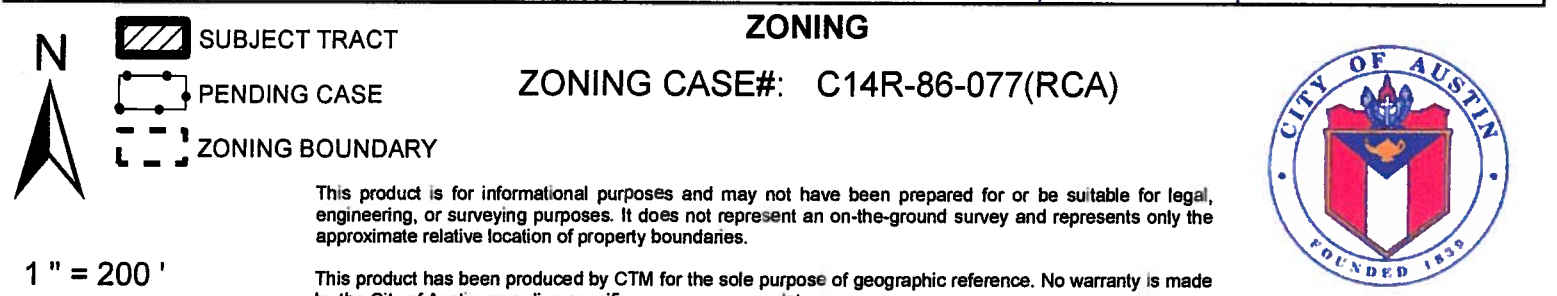 N
SUBJECT TRACT
PENDING CASE
ZONING BOUNDARY
1 " = 200 '
ZONING
ZONING CASE#: C14R-86-077(RCA)
This product is for informational purposes and may not have been prepared for or be suitable for legal,
engineering, or surveying purposes. It does not represent an on-the-ground survey and represents only the
approximate relative location of property boundaries.
This product has been produced by CTM for the sole purpose of geographic reference. No warranty is made
CITY OF AUSTIN
FOUNDED 1839